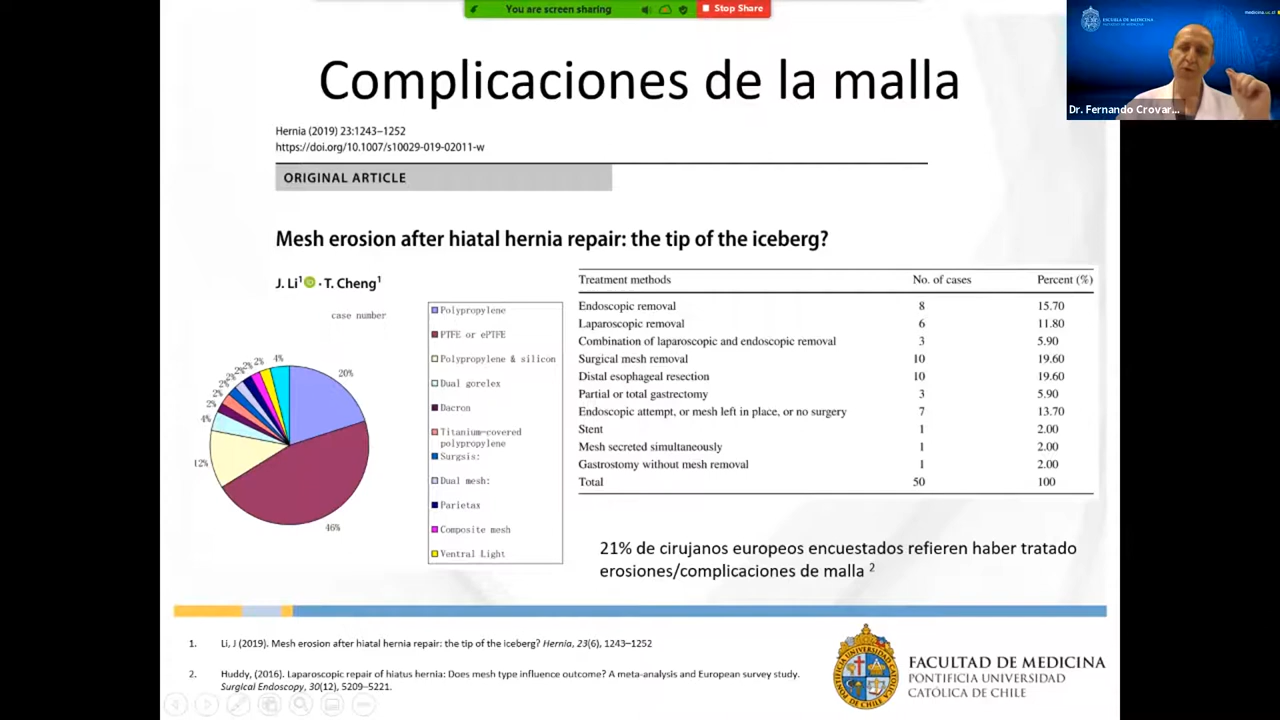 You are screen sharing
Stop Share
ESCUELA DE MEDICINA
Dr. Fernando Crovar...
Complicaciones de la malla
Hernia (2019) 23:1243–1252
https://doi.org/10.1007/s10029-019-02011-w
ORIGINAL ARTICLE
Mesh erosion after hiatal hernia repair: the tip of the iceberg?
J. Li¹ · T. Cheng¹
case number
20%
46%
12%
4%
2%
2%
2%
2%
2%
2%
2%
4%
Polypropylene
PTFE or ePTFE
Polypropylene & silicon
Dual gorelex
Dacron
Titanium-covered
polypropylene
Surgsis:
Dual mesh:
Parietax
Composite mesh
Ventral Light
Treatment methods No. of cases Percent (%)
Endoscopic removal 8 15.70
Laparoscopic removal 6 11.80
Combination of laparoscopic and endoscopic removal 3 5.90
Surgical mesh removal 10 19.60
Distal esophageal resection 10 19.60
Partial or total gastrectomy 3 5.90
Endoscopic attempt, or mesh left in place, or no surgery 7 13.70
Stent 1 2.00
Mesh secreted simultaneously 1 2.00
Gastrostomy without mesh removal 1 2.00
Total 50 100
21% de cirujanos europeos encuestados refieren haber tratado
erosiones/complicaciones de malla ²
1. Li, J (2019). Mesh erosion after hiatal hernia repair: the tip of the iceberg? Hernia, 23(6), 1243–1252
2. Huddy, (2016). Laparoscopic repair of hiatus hernia: Does mesh type influence outcome? A meta-analysis and European survey study.
Surgical Endoscopy, 30(12), 5209–5221.
FACULTAD DE MEDICINA
PONTIFICIA UNIVERSIDAD
CATÓLICA DE CHILE